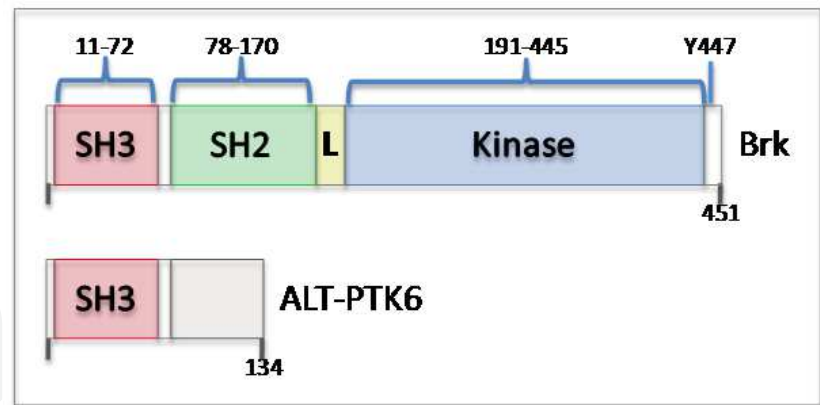 11-72 78-170 191-445 Y447
SH3 SH2 L Kinase Brk
451
SH3 ALT-PTK6
134